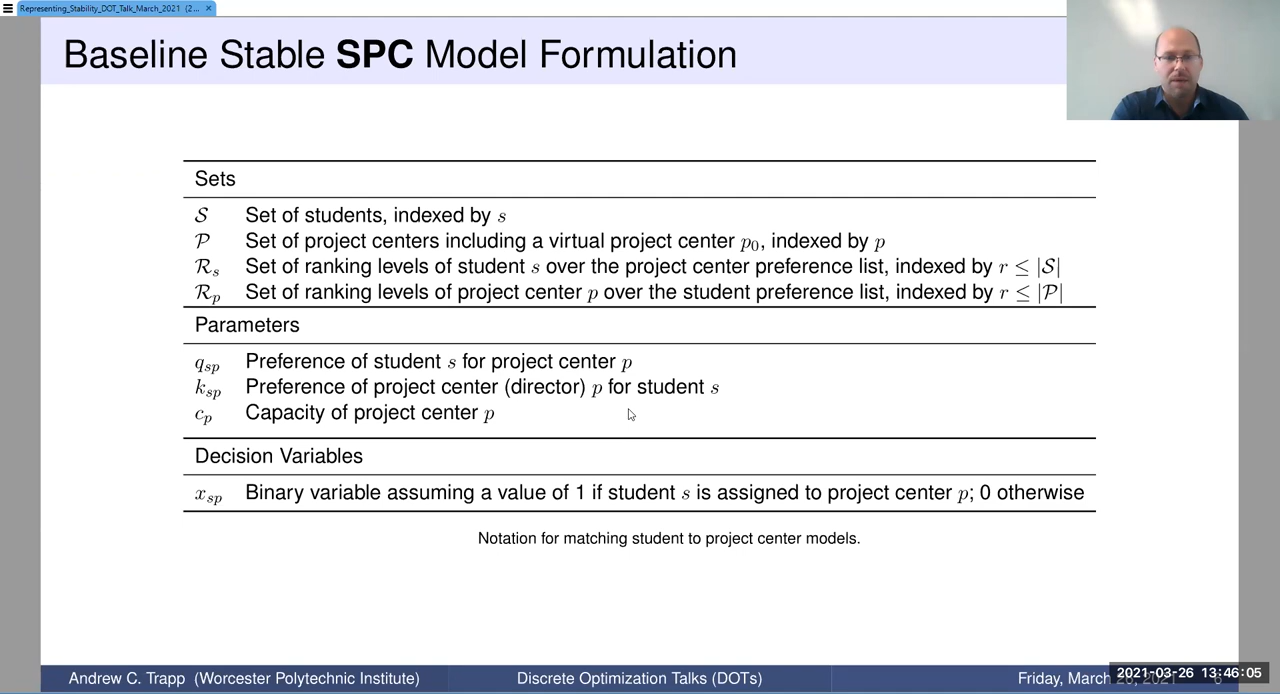 Representing_Stability_DOT_Talk_March_2021 (2... ×
Baseline Stable SPC Model Formulation
Sets
𝒮 Set of students, indexed by s
𝒫 Set of project centers including a virtual project center p₀, indexed by p
ℛₛ Set of ranking levels of student s over the project center preference list, indexed by r ≤ |𝒮|
ℛₚ Set of ranking levels of project center p over the student preference list, indexed by r ≤ |𝒫|
Parameters
qₛₚ Preference of student s for project center p
kₛₚ Preference of project center (director) p for student s
cₚ Capacity of project center p
Decision Variables
xₛₚ Binary variable assuming a value of 1 if student s is assigned to project center p; 0 otherwise
Notation for matching student to project center models.
Andrew C. Trapp (Worcester Polytechnic Institute) Discrete Optimization Talks (DOTs) Friday, March
2021-03-26 13:46:05